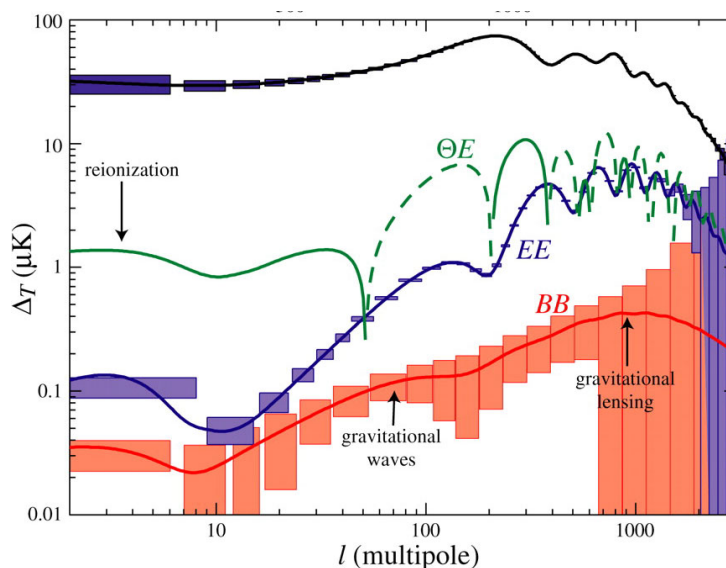 100
10
1
0.1
0.01
Δ_T (μK)
reionization
ΘE
EE
BB
gravitational
waves
gravitational
lensing
10
100
1000
l (multipole)